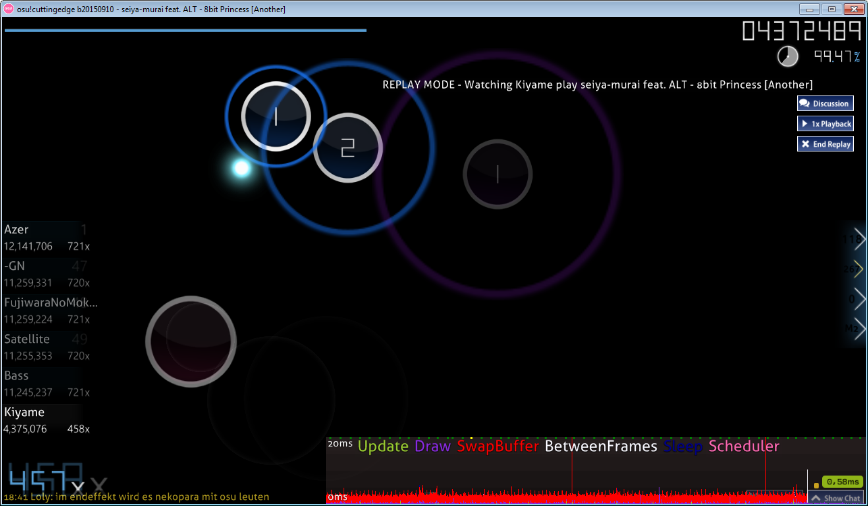 osu!cuttingedge b20150910 - seiya-murai feat. ALT - 8bit Princess [Another]
04372489
99.47%
REPLAY MODE - Watching Kiyame play seiya-murai feat. ALT - 8bit Princess [Another]
Discussion
1x Playback
End Replay
1
2
1
Azer 1
12,141,706 721x
-GN 47
11,259,331 720x
FujiwaraNoMok...
11,259,224 721x
Satellite 49
11,255,353 720x
Bass
11,245,237 721x
Kiyame
4,375,076 458x
20ms Update Draw SwapBuffer BetweenFrames Sleep Scheduler
457x
18:41 Loly: im endeffekt wird es nekopara mit osu leuten
0ms
0.58ms
Show Chat